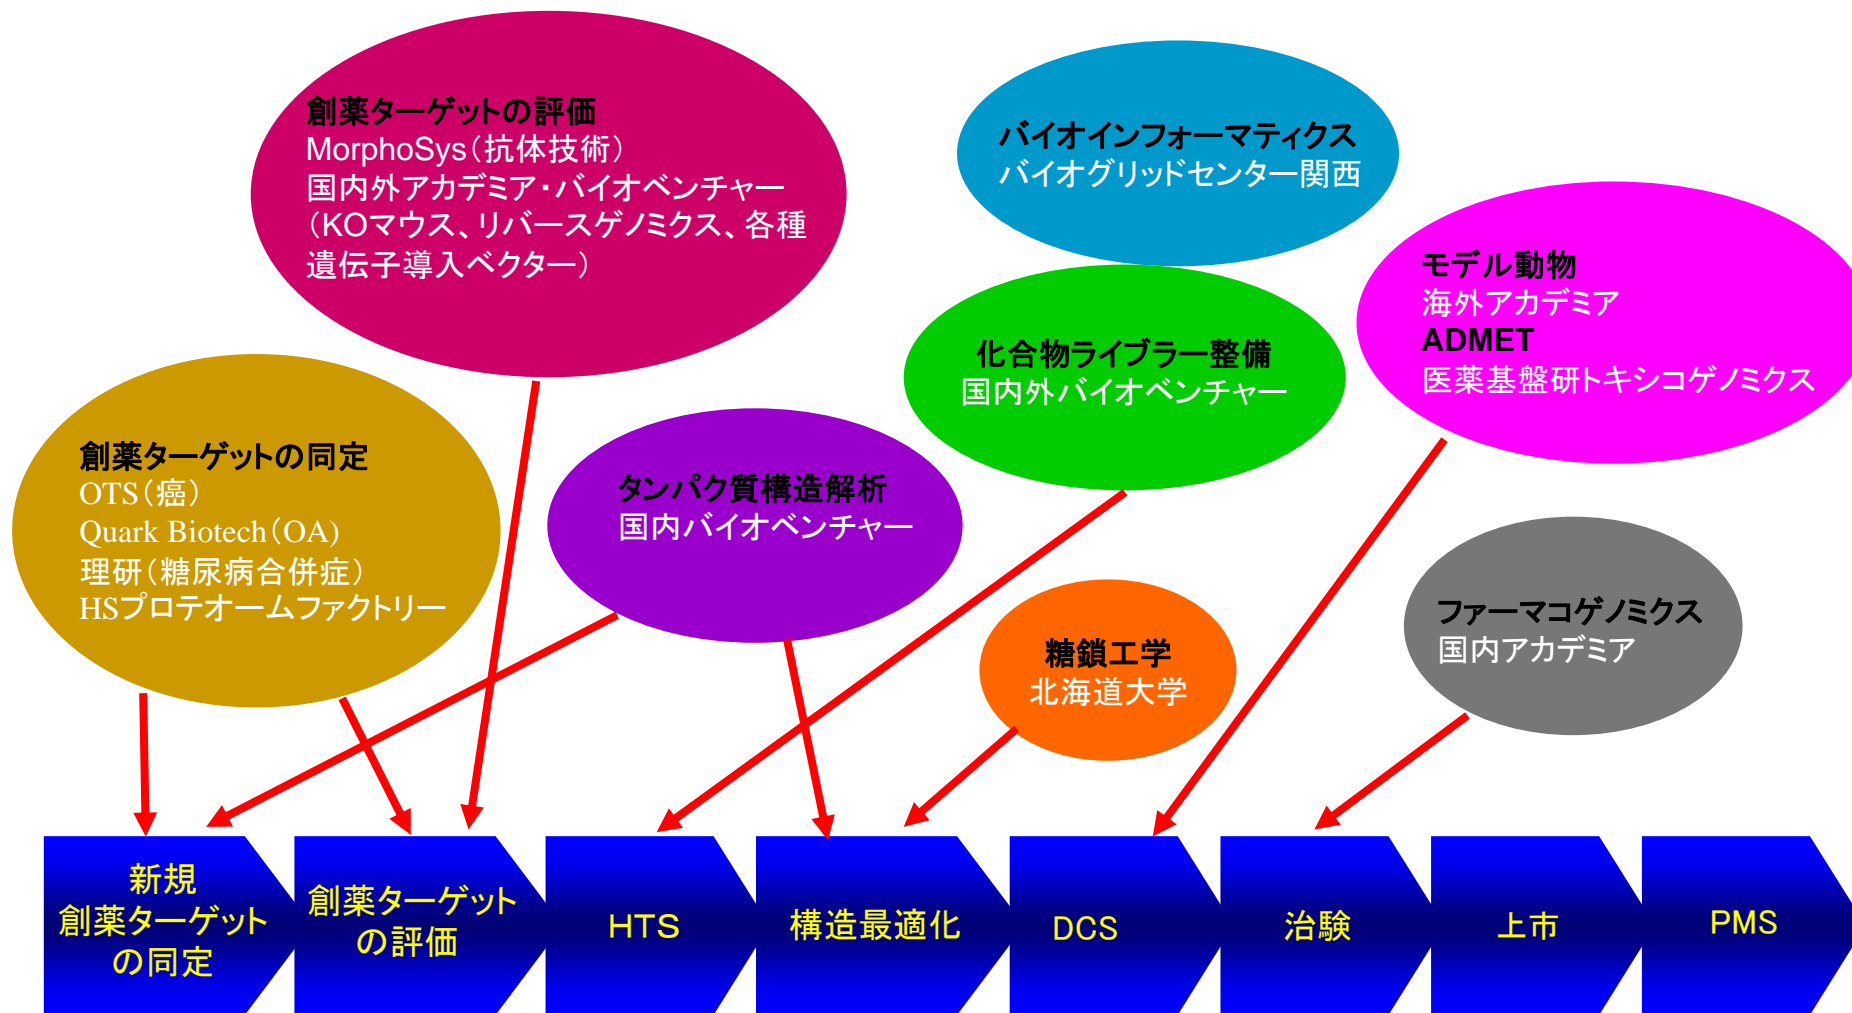 創薬ターゲットの評価
MorphoSys（抗体技術）
国内外アカデミア・バイオベンチャー
（KOマウス、リバースゲノミクス、各種
遺伝子導入ベクター）
バイオインフォーマティクス
バイオグリッドセンター関西
モデル動物
海外アカデミア
ADMET
医薬基盤研トキシコゲノミクス
化合物ライブラー整備
国内外バイオベンチャー
創薬ターゲットの同定
OTS（癌）
Quark Biotech（OA)
理研（糖尿病合併症）
HSプロテオームファクトリー
タンパク質構造解析
国内バイオベンチャー
糖鎖工学
北海道大学
ファーマコゲノミクス
国内アカデミア
新規
創薬ターゲット
の同定
創薬ターゲット
の評価
HTS
構造最適化
DCS
治験
上市
PMS